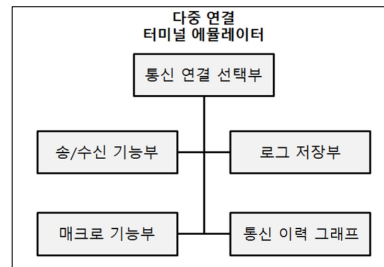 다중 연결
터미널 에뮬레이터
통신 연결 선택부
송/수신 기능부
로그 저장부
매크로 기능부
통신 이력 그래프